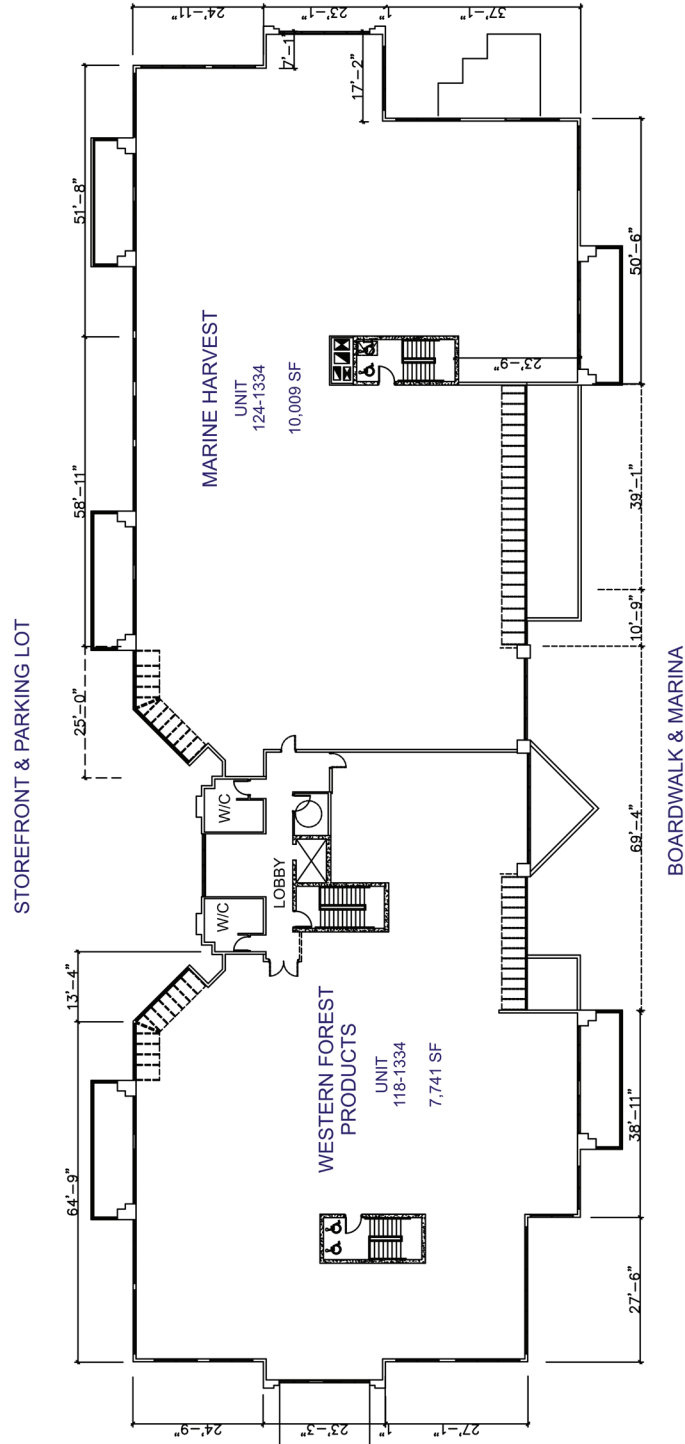 STOREFRONT & PARKING LOT
24'-11"
23'-1"
1"
37'-1"
7'-1"
17'-2"
51'-8"
58'-11"
25'-0"
13'-4"
64'-9"
MARINE HARVEST
UNIT
124-1334
10,009 SF
23'-9"
50'-6"
39'-1"
10'-9"
69'-4"
38'-11"
27'-6"
W/C
W/C
LOBBY
WESTERN FOREST
PRODUCTS
UNIT
118-1334
7,741 SF
24'-9"
23'-3"
1"
27'-1"
BOARDWALK & MARINA